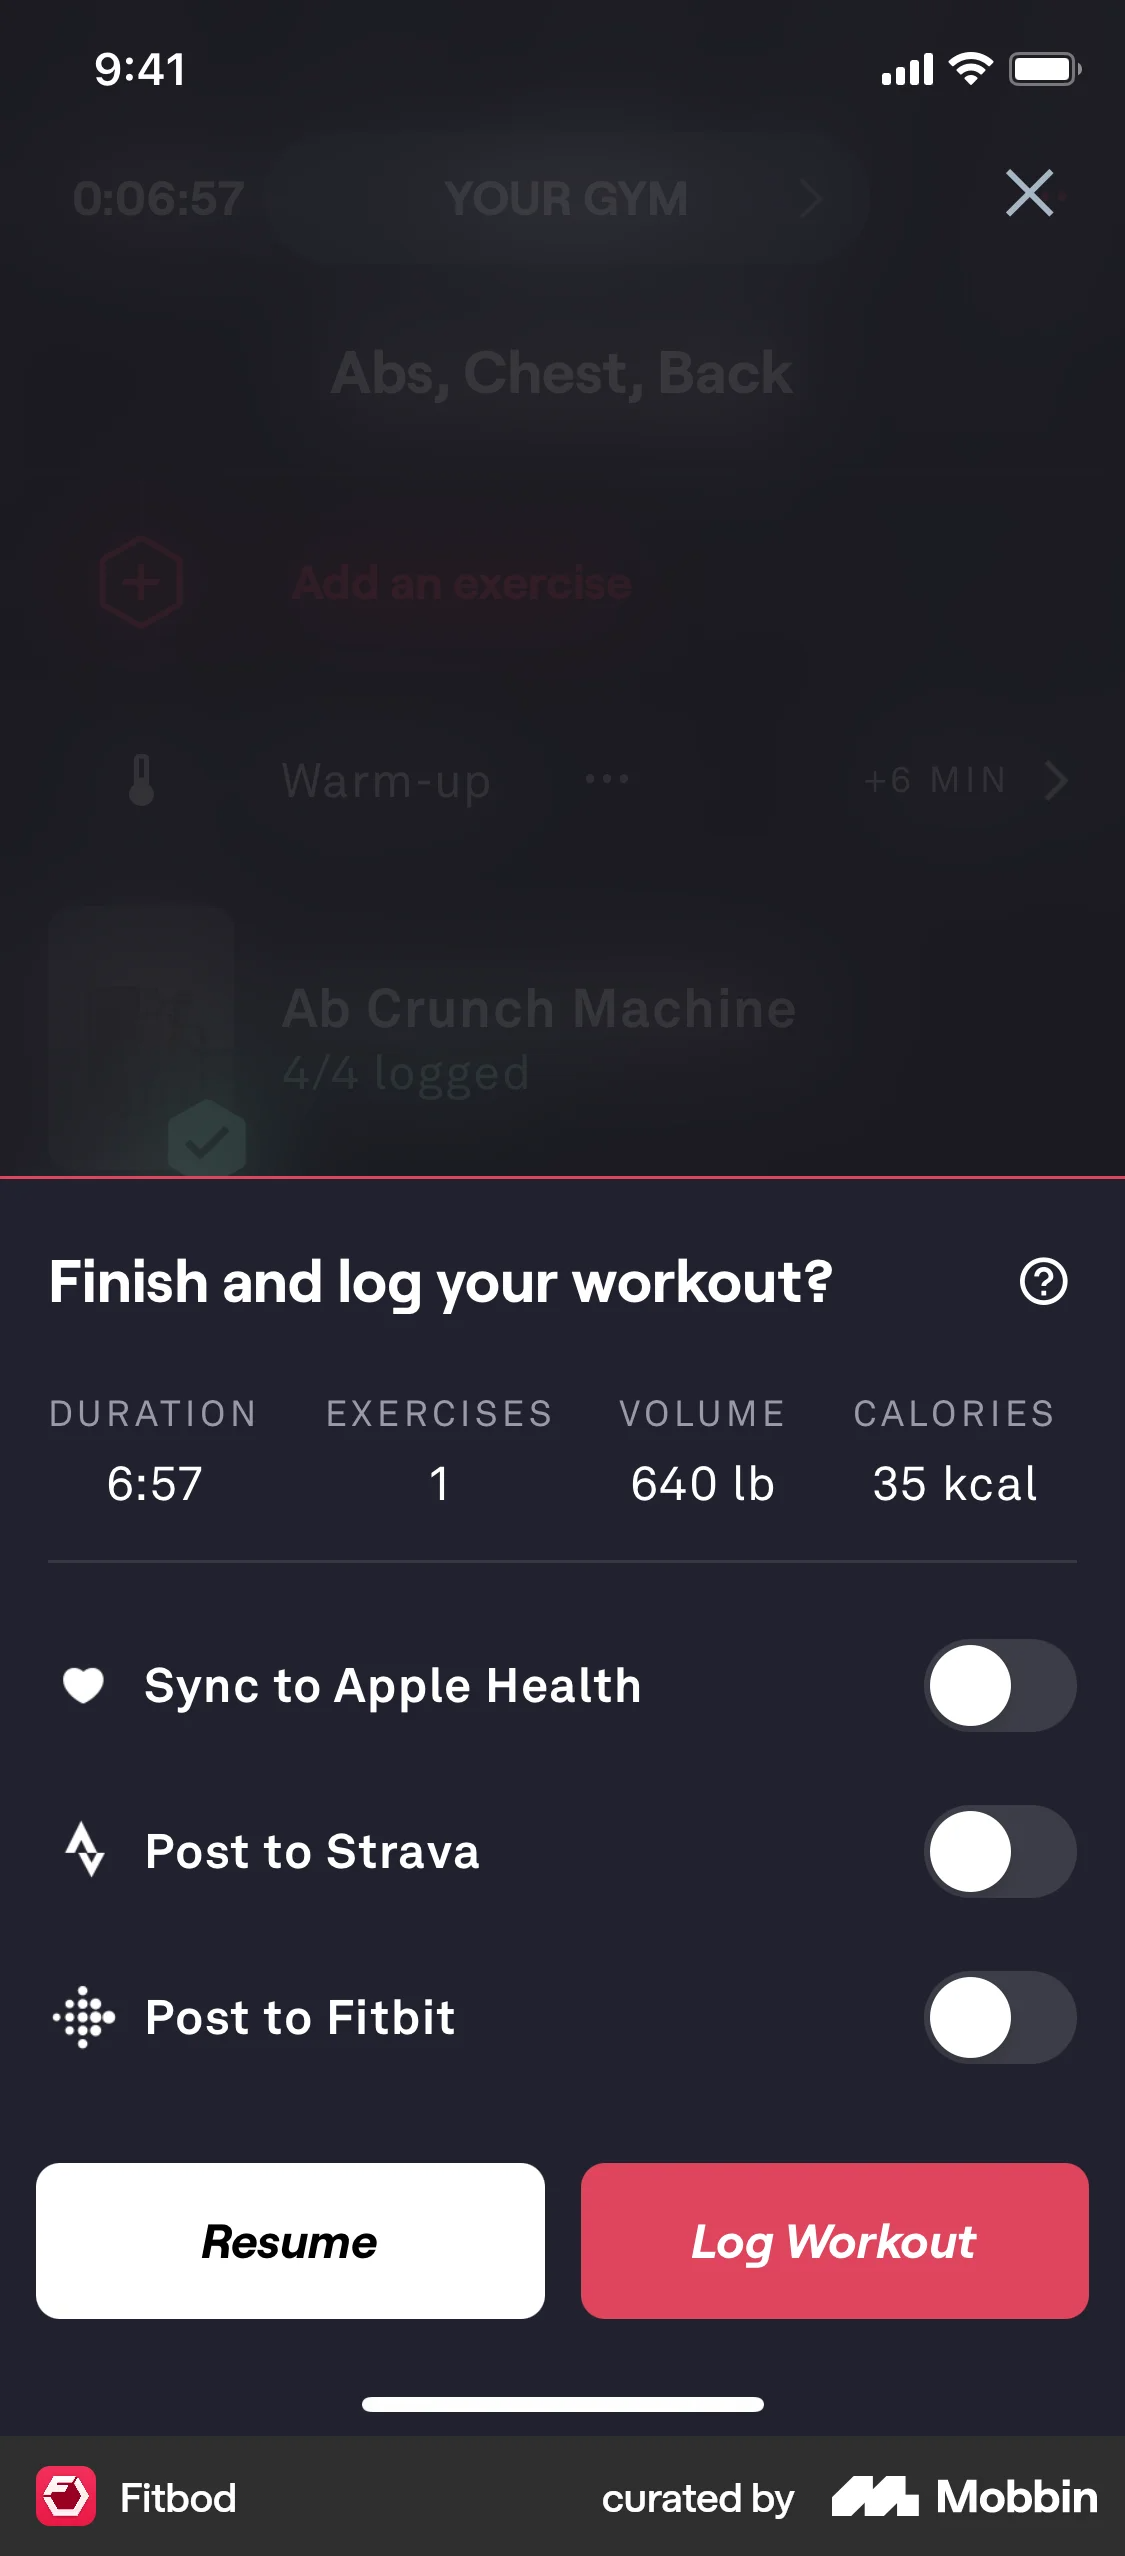 9:41
0:06:57 YOUR GYM
Abs, Chest, Back
Add an exercise
Warm-up ... +6 MIN
Ab Crunch Machine
4/4 logged
Finish and log your workout?
DURATION EXERCISES VOLUME CALORIES
6:57 1 640 lb 35 kcal
Sync to Apple Health
Post to Strava
Post to Fitbit
Resume Log Workout
Fitbod curated by Mobbin